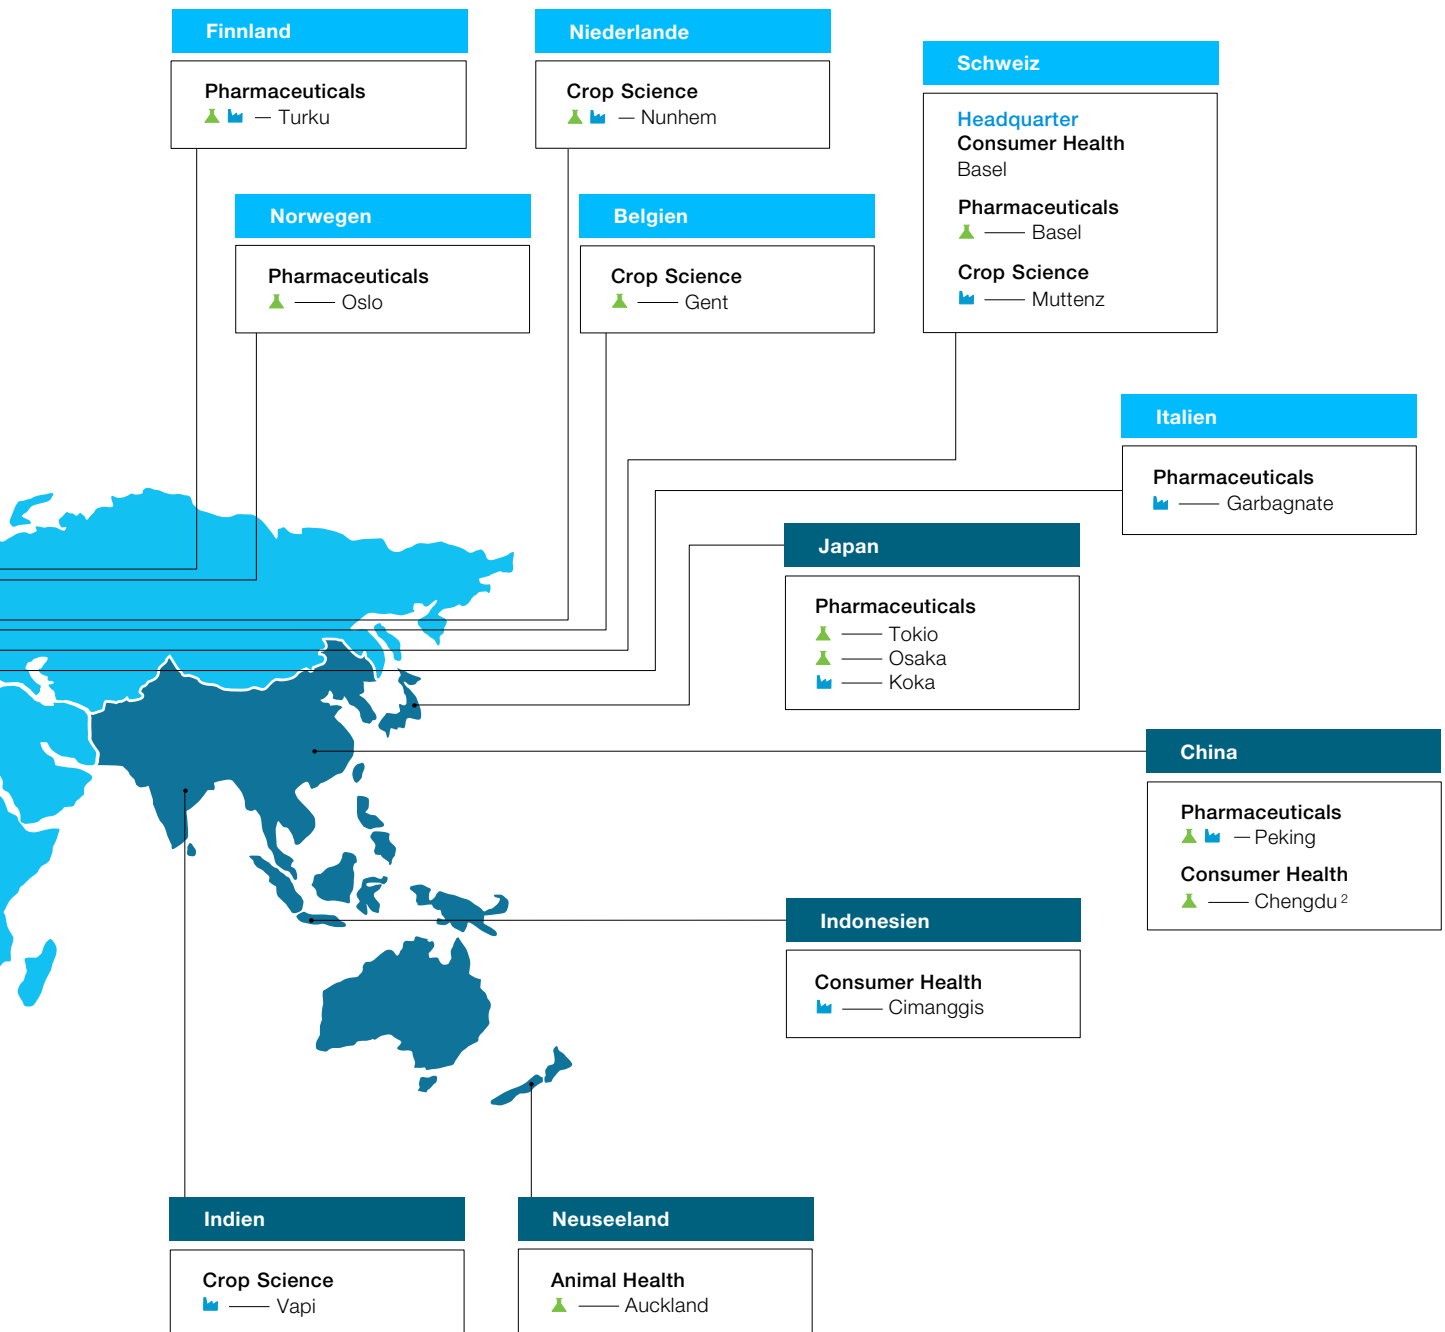 Finnland
Pharmaceuticals
— Turku
Niederlande
Crop Science
— Nunhem
Schweiz
Headquarter
Consumer Health
Basel
Pharmaceuticals
— Basel
Crop Science
— Muttenz
Norwegen
Pharmaceuticals
— Oslo
Belgien
Crop Science
— Gent
Italien
Pharmaceuticals
— Garbagnate
Japan
Pharmaceuticals
— Tokio
— Osaka
— Koka
China
Pharmaceuticals
— Peking
Consumer Health
— Chengdu ²
Indonesien
Consumer Health
— Cimanggis
Indien
Crop Science
— Vapi
Neuseeland
Animal Health
— Auckland